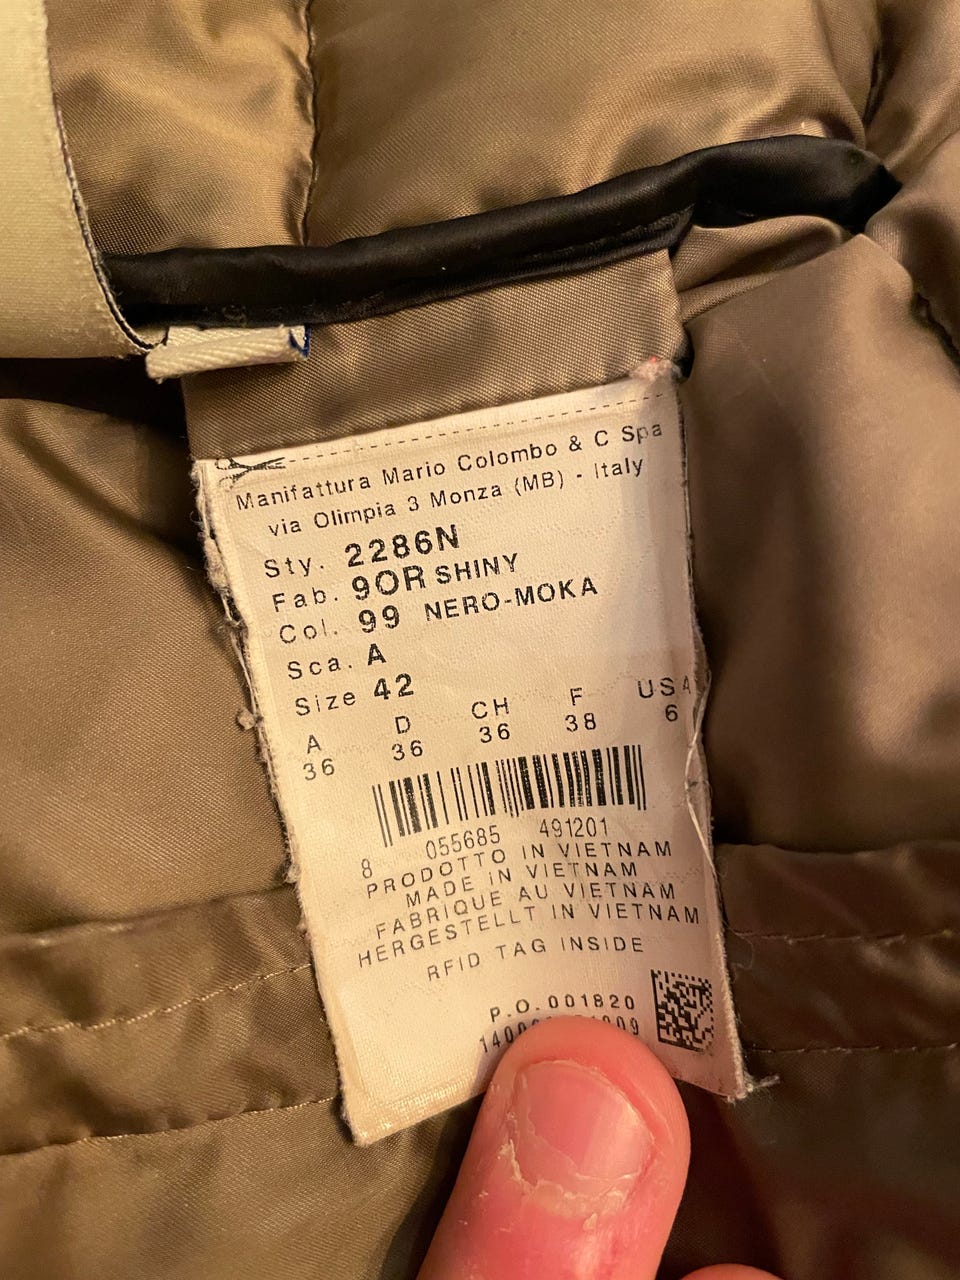 Manifattura Mario Colombo & C Spa
via Olimpia 3 Monza (MB) - Italy
Sty. 2286N
Fab. 9OR SHINY
Col. 99 NERO-MOKA
Sca. A
Size 42
A D CH F USA
36 36 36 38 6
8 055685 491201
PRODOTTO IN VIETNAM
MADE IN VIETNAM
FABRIQUE AU VIETNAM
HERGESTELLT IN VIETNAM
RFID TAG INSIDE
P.O. 001820